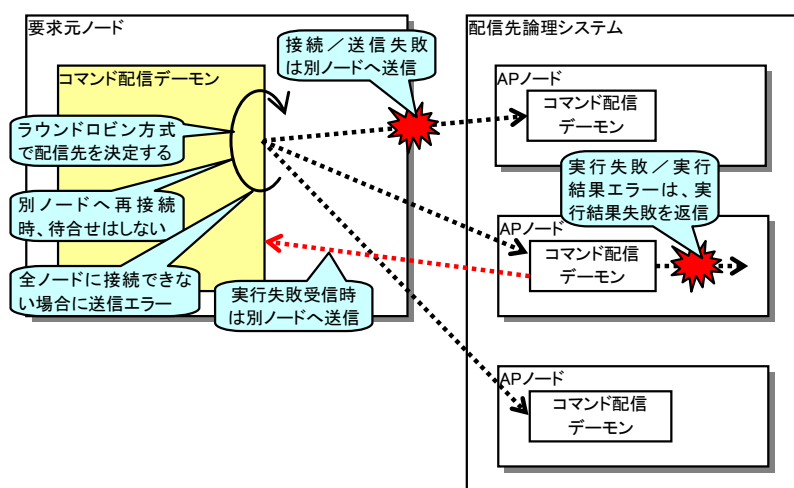 要求元ノード
コマンド配信デーモン
接続／送信失敗
は別ノードへ送信
ラウンドロビン方式
で配信先を決定する
別ノードへ再接続
時、待合せはしない
全ノードに接続できな
い場合に送信エラー
実行失敗受信時
は別ノードへ送信
配信先論理システム
APノード
コマンド配信
デーモン
実行失敗／実行
結果エラーは、実
行結果失敗を返信
APノード
コマンド配信
デーモン
APノード
コマンド配信
デーモン